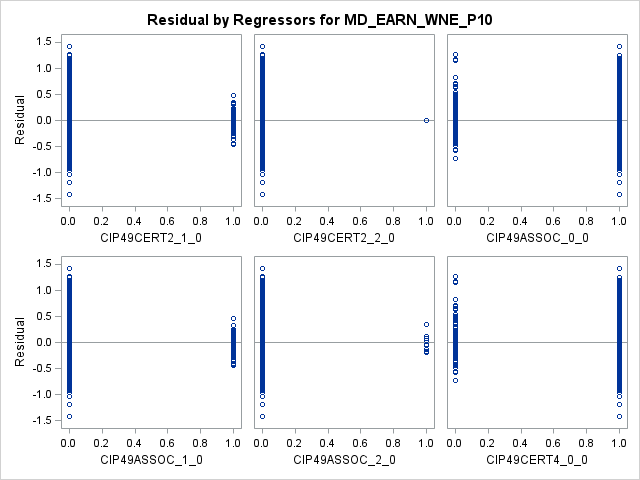 Residual by Regressors for MD_EARN_WNE_P10
Residual
1.5
1.0
0.5
0.0
-0.5
-1.0
-1.5
0.0 0.2 0.4 0.6 0.8 1.0
CIP49CERT2_1_0
0.0 0.2 0.4 0.6 0.8 1.0
CIP49CERT2_2_0
0.0 0.2 0.4 0.6 0.8 1.0
CIP49ASSOC_0_0
Residual
1.5
1.0
0.5
0.0
-0.5
-1.0
-1.5
0.0 0.2 0.4 0.6 0.8 1.0
CIP49ASSOC_1_0
0.0 0.2 0.4 0.6 0.8 1.0
CIP49ASSOC_2_0
0.0 0.2 0.4 0.6 0.8 1.0
CIP49CERT4_0_0